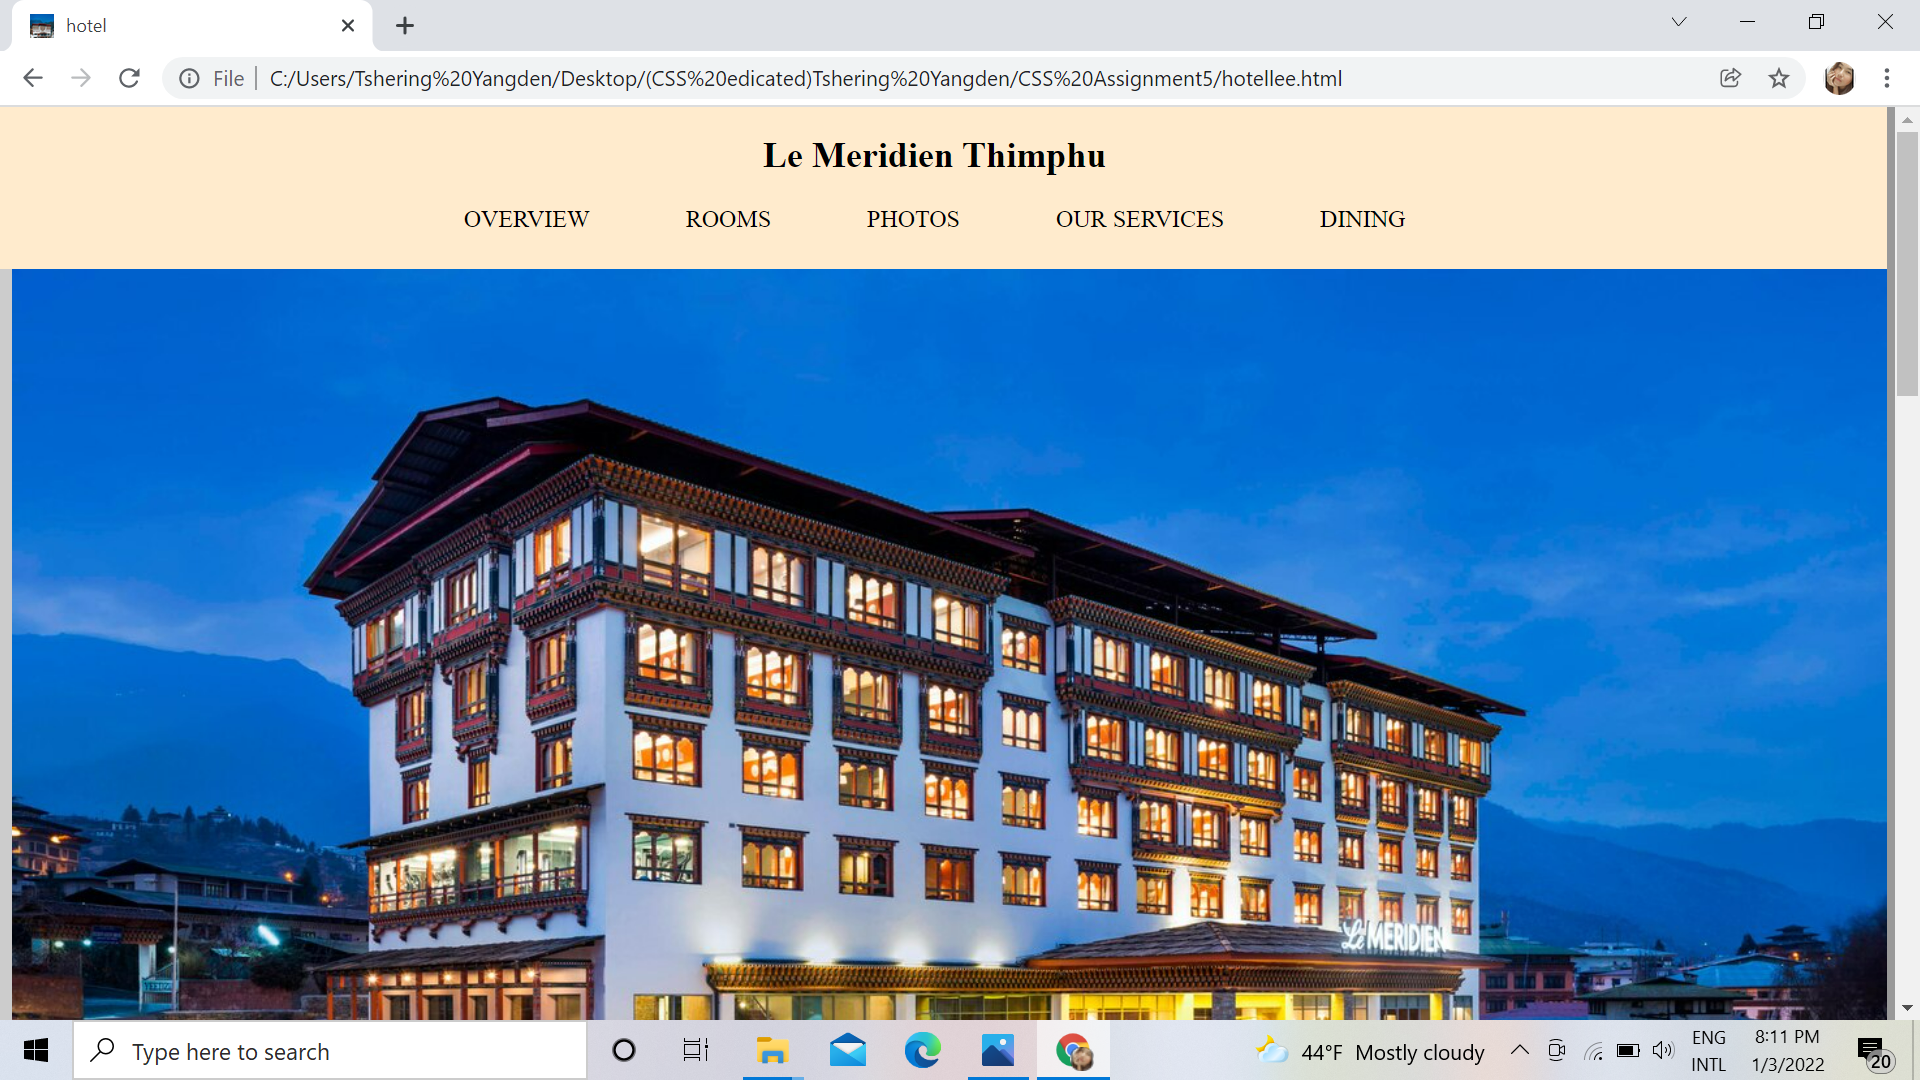 hotel
File
C:/Users/Tshering%20Yangden/Desktop/(CSS%20edicated)Tshering%20Yangden/CSS%20Assignment5/hotellee.html
Le Meridien Thimphu
OVERVIEW ROOMS PHOTOS OUR SERVICES DINING
Le MERIDIEN
Type here to search
44°F Mostly cloudy
ENG
INTL
8:11 PM
1/3/2022
20